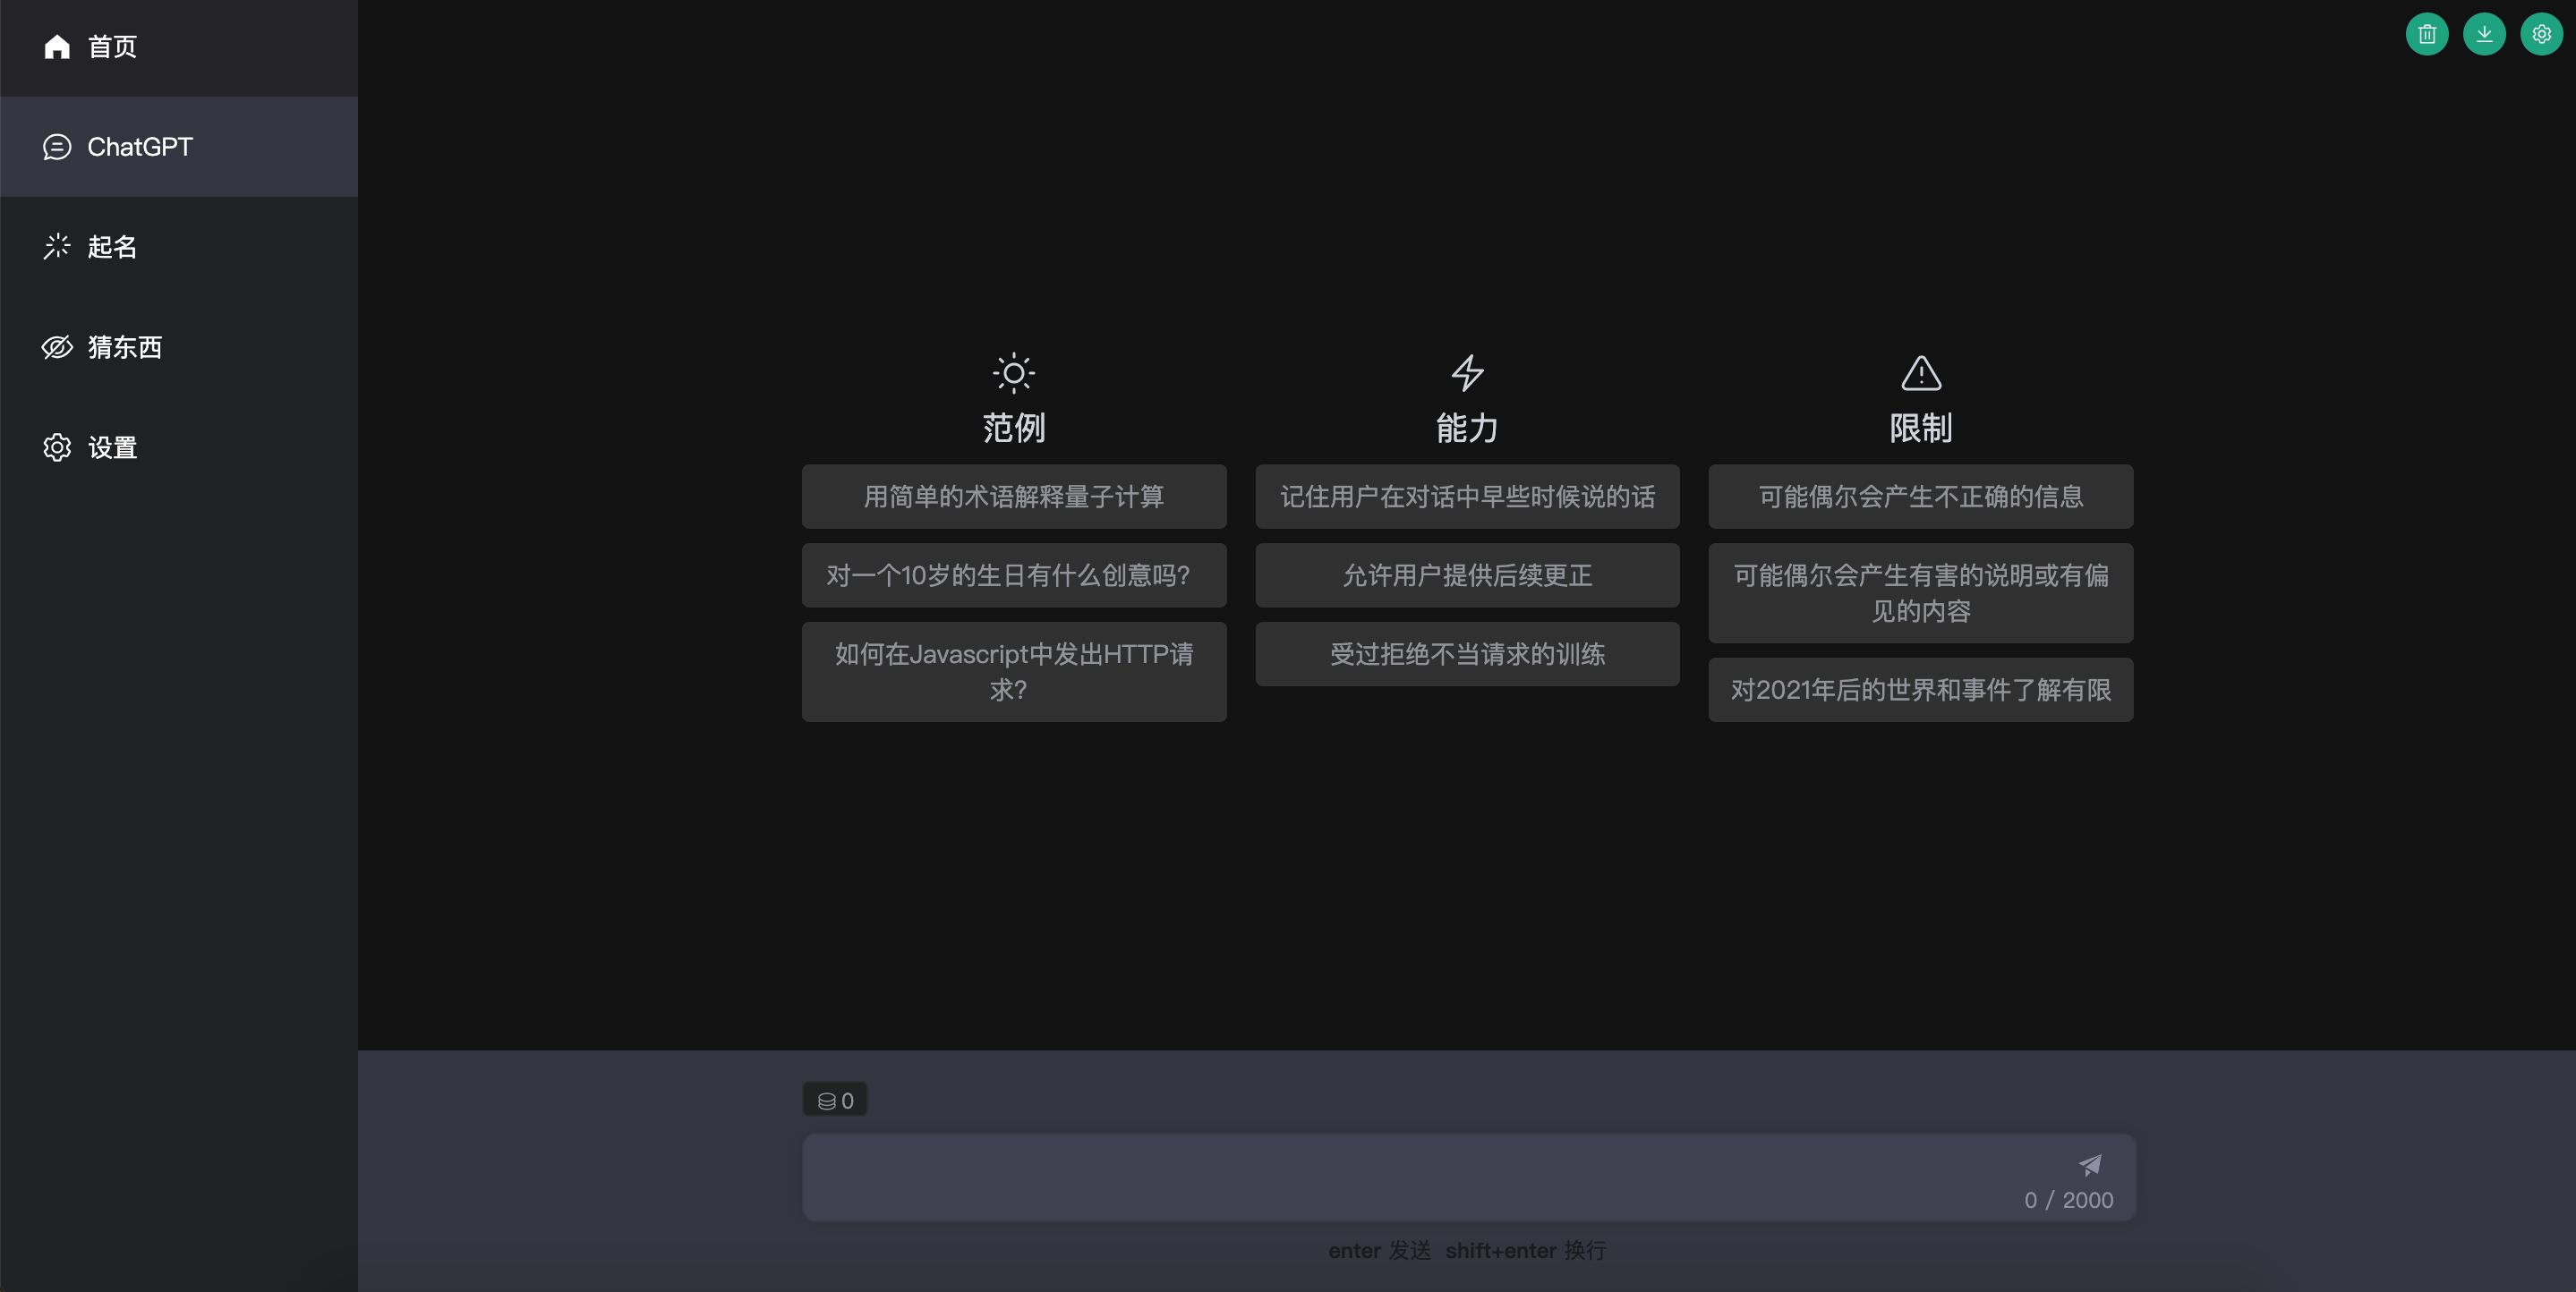 首页
ChatGPT
起名
猜东西
设置
范例
用简单的术语解释量子计算
对一个10岁的生日有什么创意吗?
如何在Javascript中发出HTTP请
求?
能力
记住用户在对话中早些时候说的话
允许用户提供后续更正
受过拒绝不当请求的训练
限制
可能偶尔会产生不正确的信息
可能偶尔会产生有害的说明或有偏
见的内容
对2021年后的世界和事件了解有限
0
0 / 2000
enter 发送 shift+enter 换行